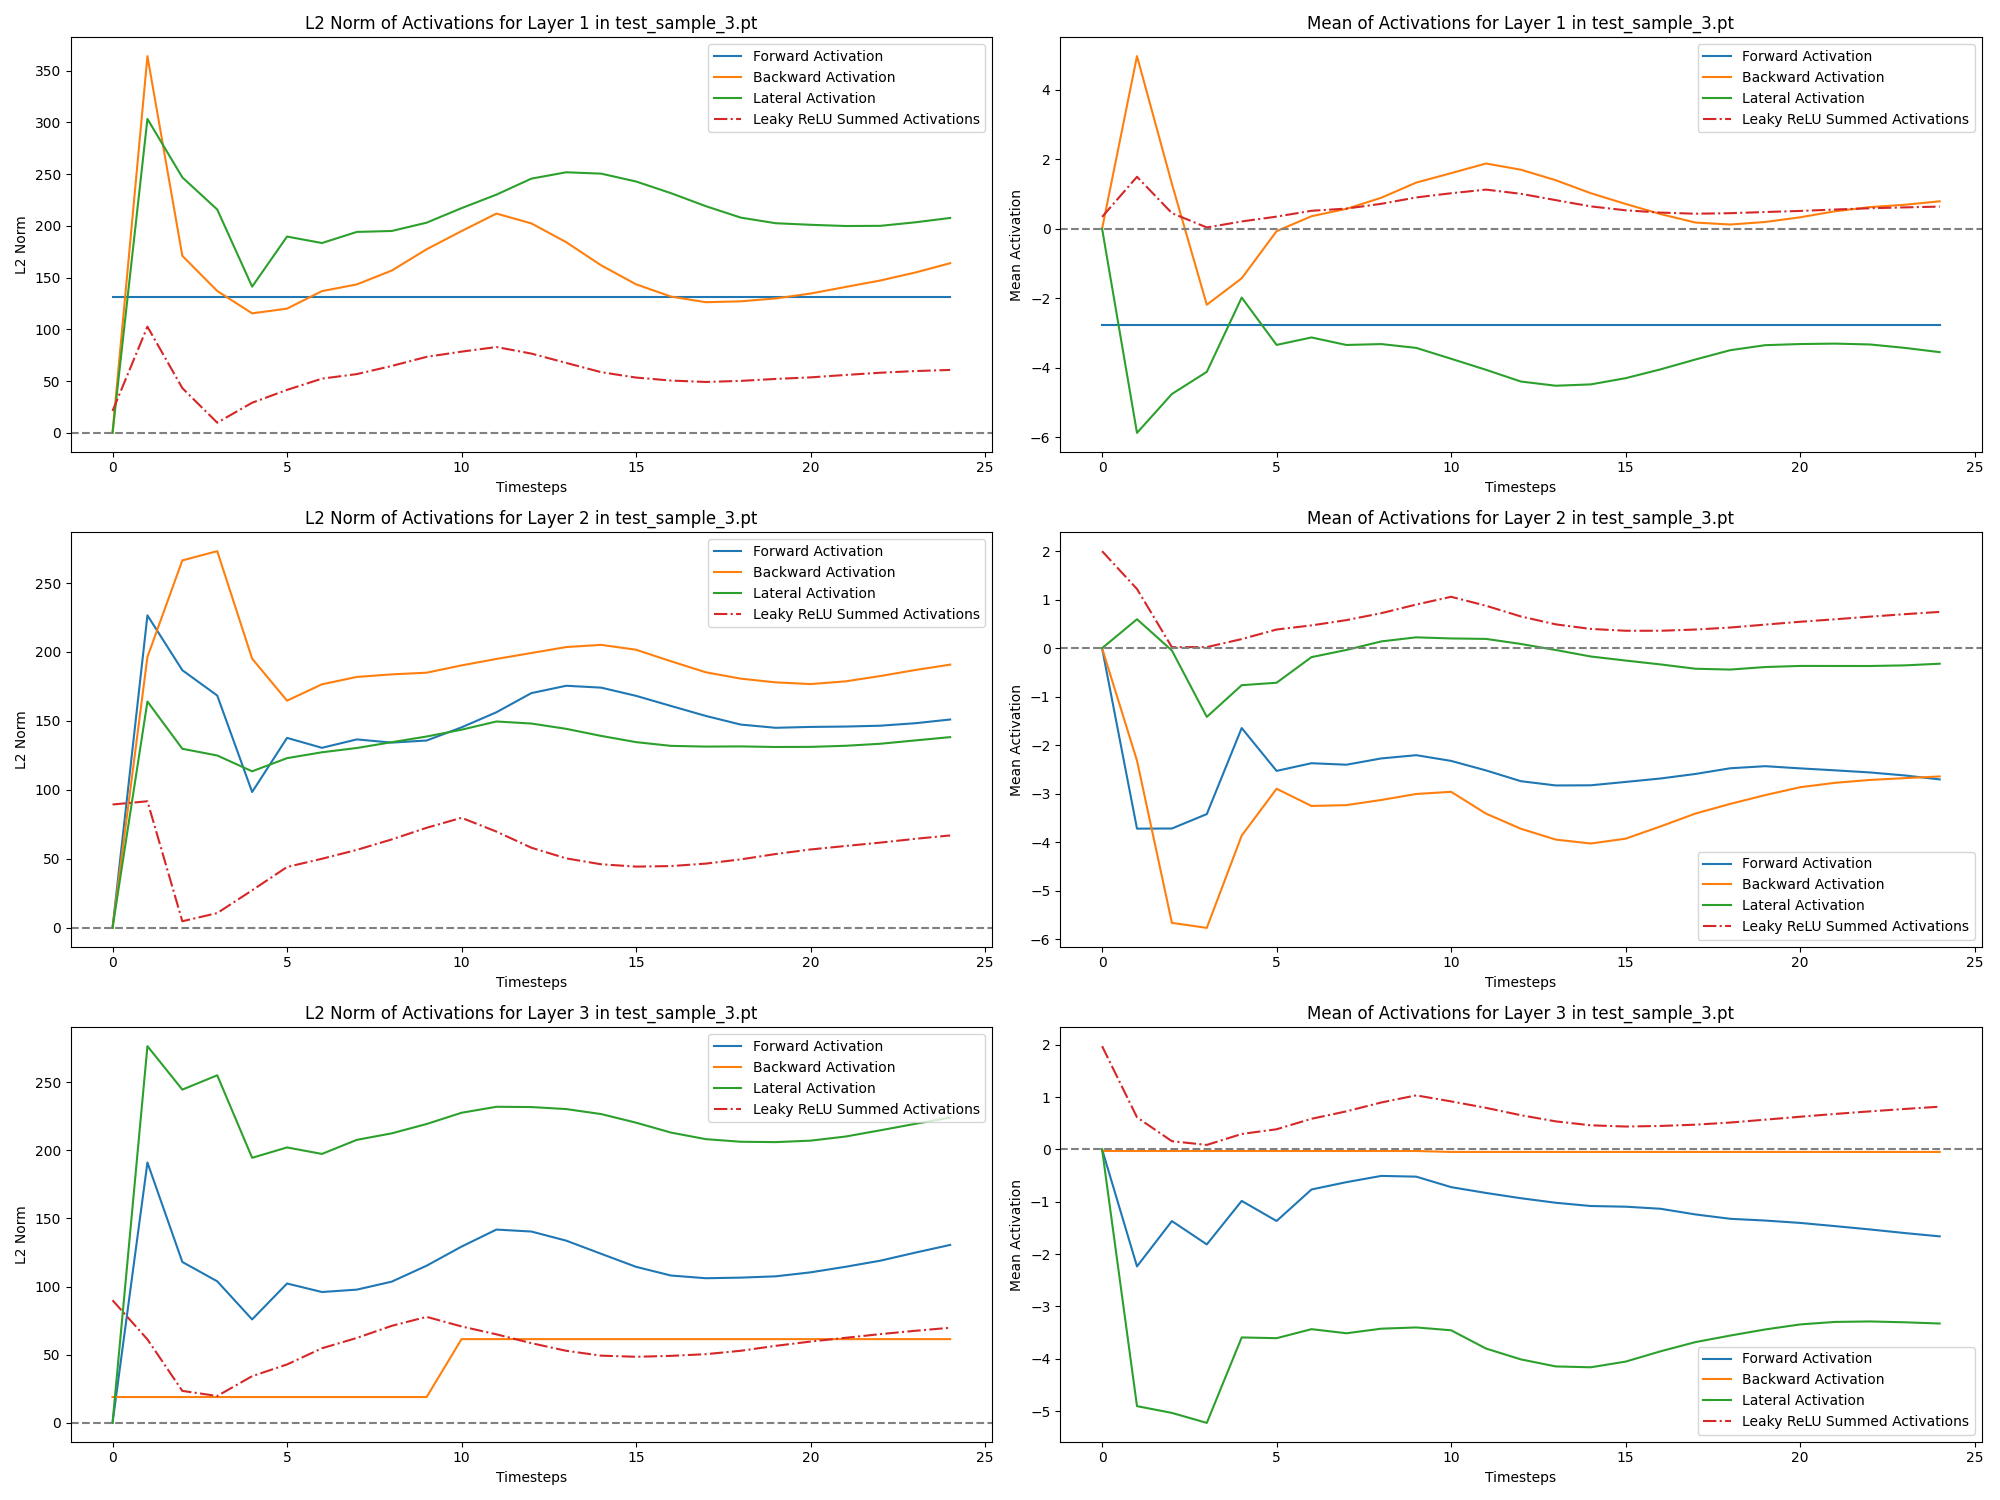 L2 Norm of Activations for Layer 1 in test_sample_3.pt
Forward Activation
Backward Activation
Lateral Activation
Leaky ReLU Summed Activations
L2 Norm
350
300
250
200
150
100
50
0
0 5 10 15 20 25
Timesteps
Mean of Activations for Layer 1 in test_sample_3.pt
Forward Activation
Backward Activation
Lateral Activation
Leaky ReLU Summed Activations
Mean Activation
4
2
0
−2
−4
−6
0 5 10 15 20 25
Timesteps
L2 Norm of Activations for Layer 2 in test_sample_3.pt
Forward Activation
Backward Activation
Lateral Activation
Leaky ReLU Summed Activations
L2 Norm
250
200
150
100
50
0
0 5 10 15 20 25
Timesteps
Mean of Activations for Layer 2 in test_sample_3.pt
Mean Activation
2
1
0
−1
−2
−3
−4
−5
−6
Forward Activation
Backward Activation
Lateral Activation
Leaky ReLU Summed Activations
0 5 10 15 20 25
Timesteps
L2 Norm of Activations for Layer 3 in test_sample_3.pt
Forward Activation
Backward Activation
Lateral Activation
Leaky ReLU Summed Activations
L2 Norm
250
200
150
100
50
0
0 5 10 15 20 25
Timesteps
Mean of Activations for Layer 3 in test_sample_3.pt
Mean Activation
2
1
0
−1
−2
−3
−4
−5
Forward Activation
Backward Activation
Lateral Activation
Leaky ReLU Summed Activations
0 5 10 15 20 25
Timesteps